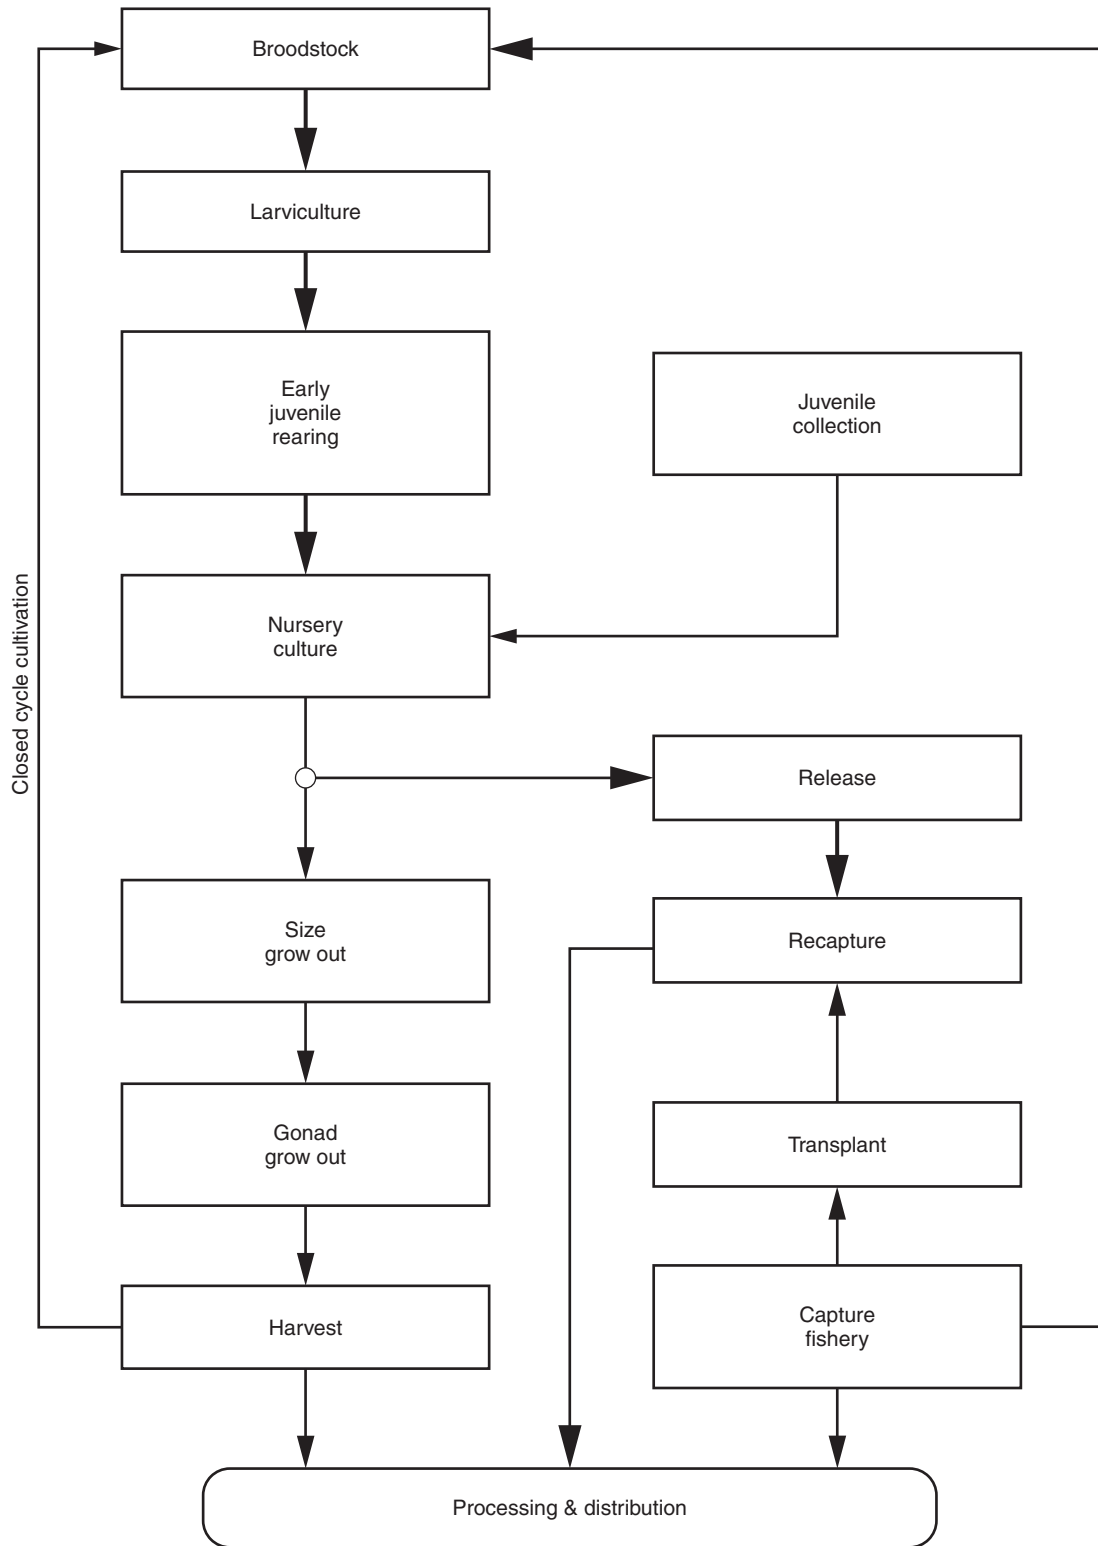 Broodstock
Larviculture
Early
juvenile
rearing
Juvenile
collection
Nursery
culture
Closed cycle cultivation
Release
Size
grow out
Recapture
Gonad
grow out
Transplant
Harvest
Capture
fishery
Processing & distribution